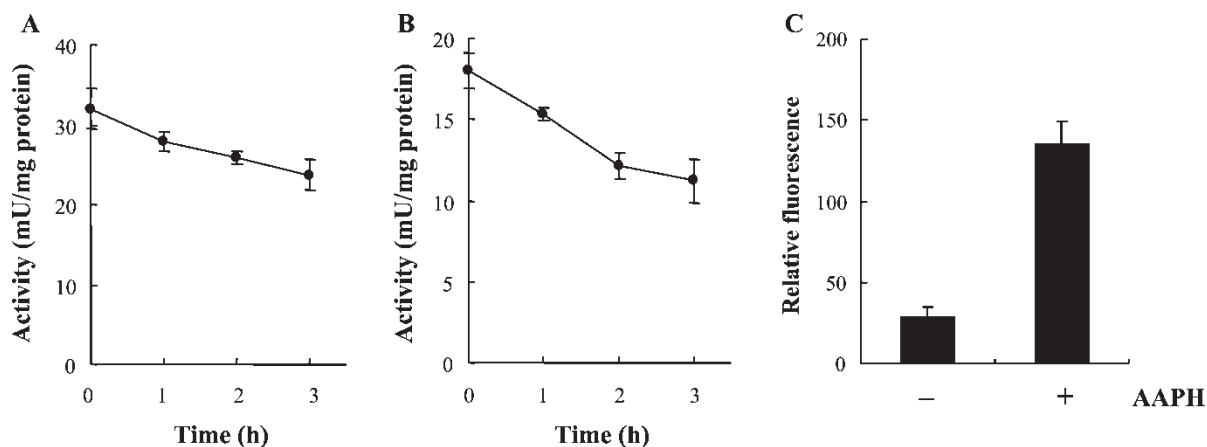 A
Activity (mU/mg protein)
40
30
20
10
0
0 1 2 3
Time (h)
B
Activity (mU/mg protein)
20
15
10
5
0
0 1 2 3
Time (h)
C
Relative fluorescence
200
150
100
50
0
– + AAPH